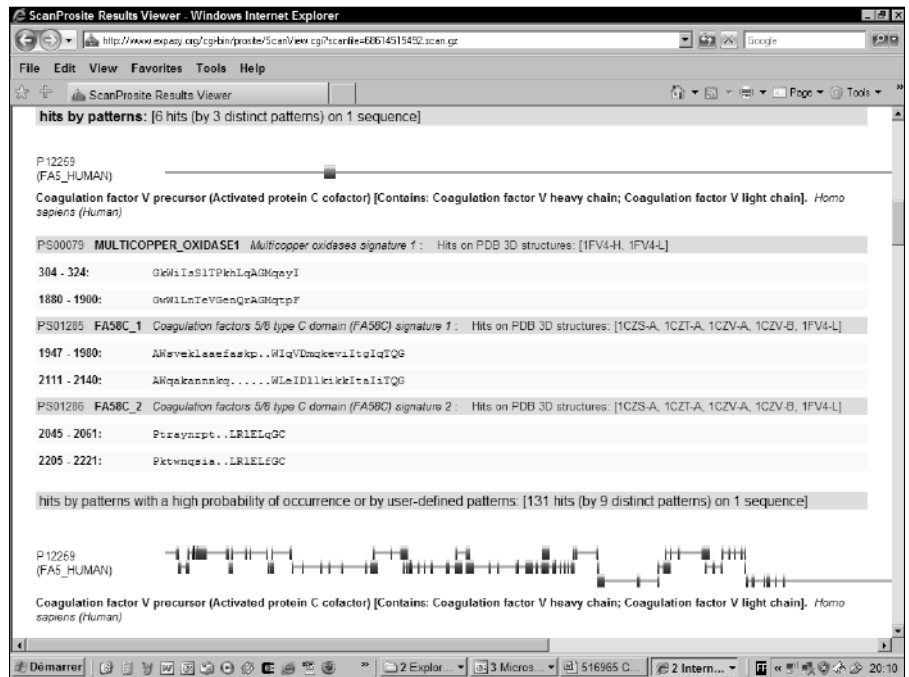 ScanProsite Results Viewer - Windows Internet Explorer
http://www.expasy.org/cgi-bin/prosite/ScanView.cgi?scanfile=68614515492.scan.gz
Google
File Edit View Favorites Tools Help
ScanProsite Results Viewer
Page Tools
hits by patterns: [6 hits (by 3 distinct patterns) on 1 sequence]
P12259
(FA5_HUMAN)
Coagulation factor V precursor (Activated protein C cofactor) [Contains: Coagulation factor V heavy chain; Coagulation factor V light chain]. Homo
sapiens (Human)
PS00079 MULTICOPPER_OXIDASE1 Multicopper oxidases signature 1 : Hits on PDB 3D structures: [1FV4-H, 1FV4-L]
304 - 324: GkWiIsSlTPkhLqAGMqayI
1880 - 1900: GwWlLnTeVGenQrAGMqtpF
PS01285 FA58C_1 Coagulation factors 5/8 type C domain (FA58C) signature 1 : Hits on PDB 3D structures: [1CZS-A, 1CZT-A, 1CZV-A, 1CZV-B, 1FV4-L]
1947 - 1980: AWsveklaaefaskp..WIqVDmqkeviItgIqTQG
2111 - 2140: AWqakannnkq......WLeIDllkikkItaIiTQG
PS01286 FA58C_2 Coagulation factors 5/8 type C domain (FA58C) signature 2 : Hits on PDB 3D structures: [1CZS-A, 1CZT-A, 1CZV-A, 1CZV-B, 1FV4-L]
2045 - 2061: Ptraynrpt..LRlELqGC
2205 - 2221: Pktwnqsia..LRlELfGC
hits by patterns with a high probability of occurrence or by user-defined patterns: [131 hits (by 9 distinct patterns) on 1 sequence]
P12259
(FA5_HUMAN)
Coagulation factor V precursor (Activated protein C cofactor) [Contains: Coagulation factor V heavy chain; Coagulation factor V light chain]. Homo
sapiens (Human)
Démarrer 2 Explor... 3 Micros... 516965 C... 2 Intern... 20:10